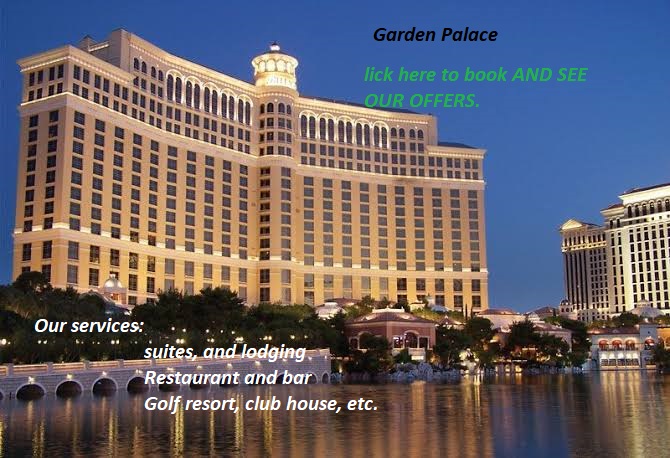 Garden Palace
lick here to book AND SEE
OUR OFFERS.
Our services:
suites, and lodging
Restaurant and bar
Golf resort, club house, etc.